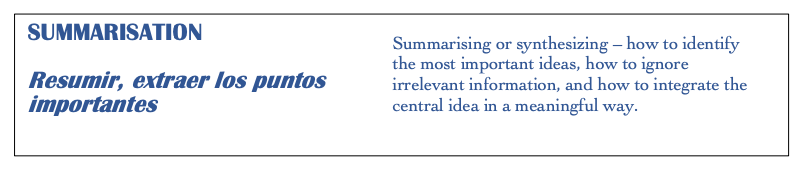 SUMMARISATION
Resumir, extraer los puntos
importantes
Summarising or synthesizing – how to identify
the most important ideas, how to ignore
irrelevant information, and how to integrate the
central idea in a meaningful way.